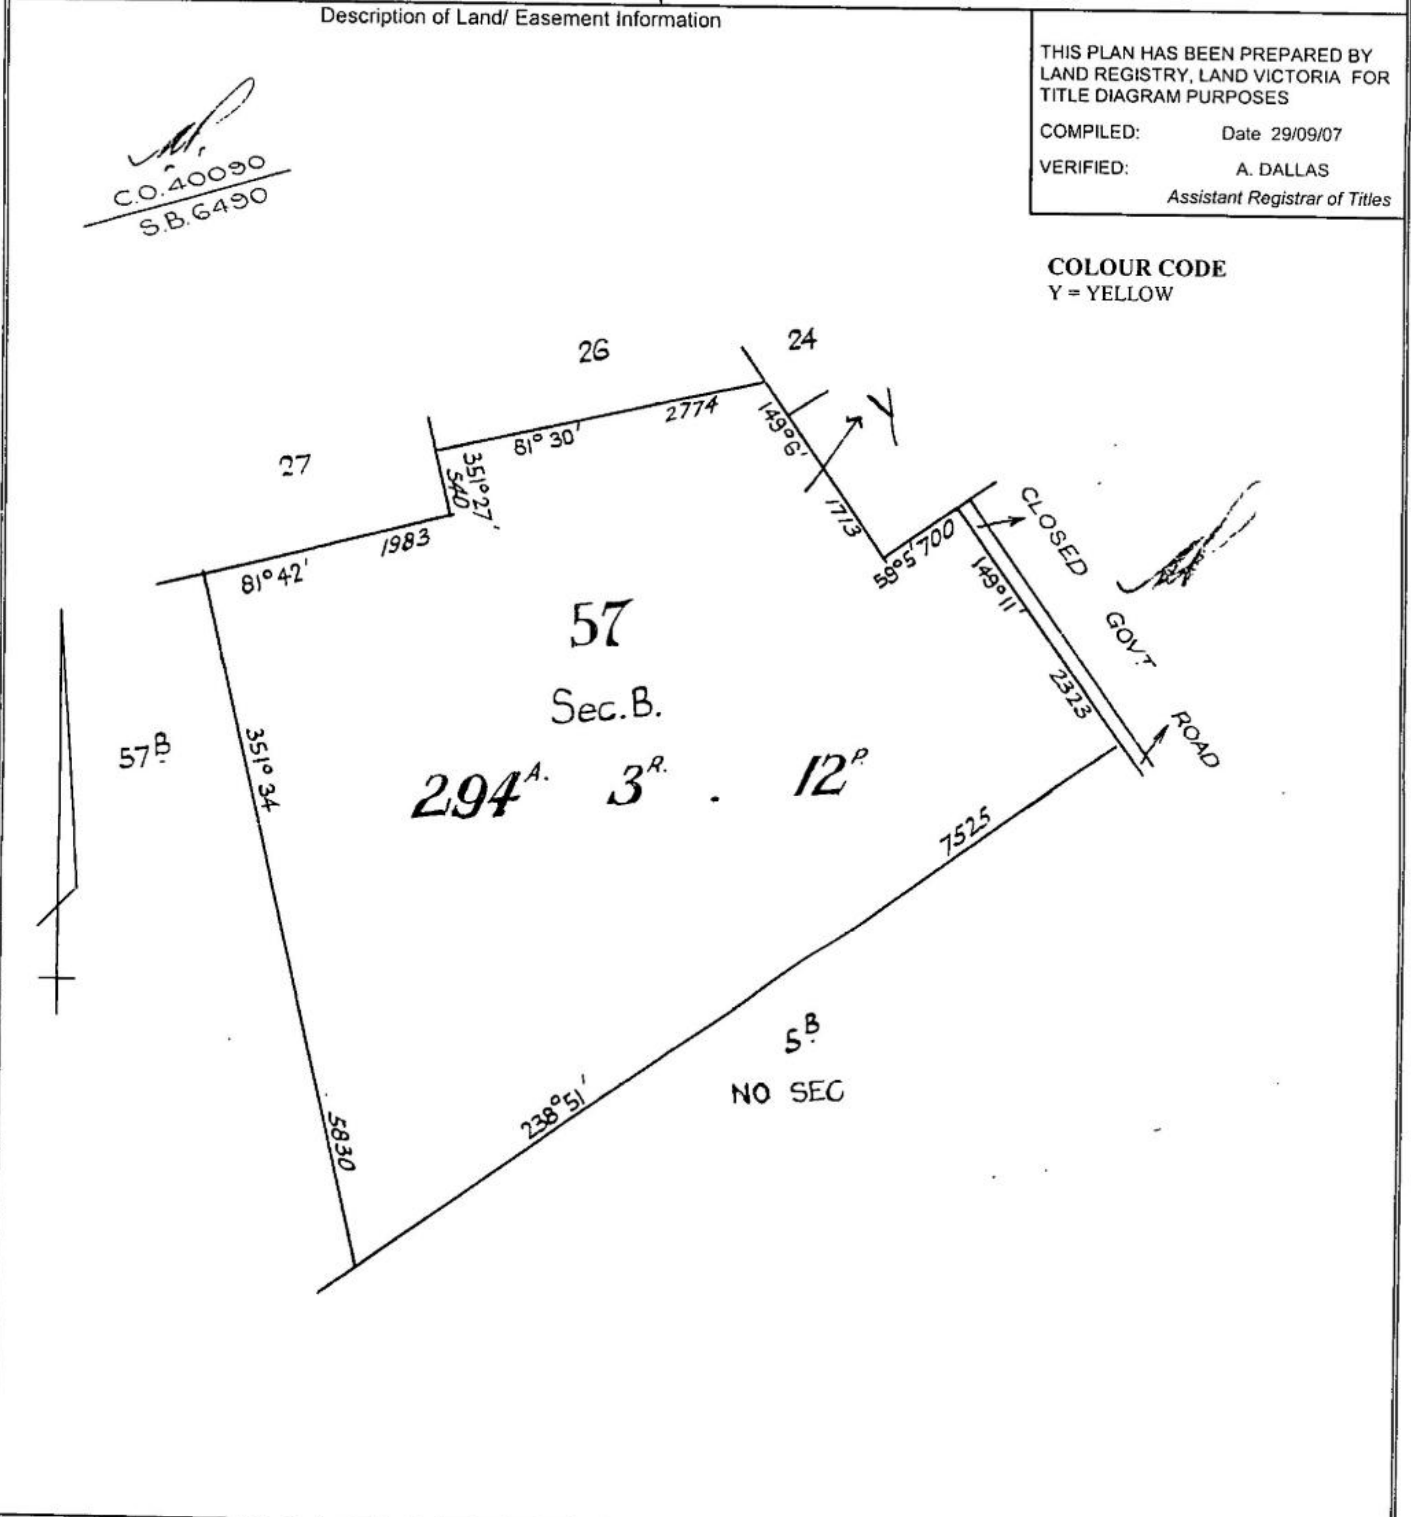 Description of Land/ Easement Information
THIS PLAN HAS BEEN PREPARED BY
LAND REGISTRY, LAND VICTORIA FOR
TITLE DIAGRAM PURPOSES
COMPILED: Date 29/09/07
VERIFIED: A. DALLAS
Assistant Registrar of Titles
C.O.40090
S.B.6490
COLOUR CODE
Y = YELLOW
26
24
2774
81° 30'
149°6'
Y
27
351°27'
540
1713
1983
81°42'
59°5' 700
CLOSED
GOVT
ROAD
149°11'
2323
57
Sec.B.
294A. 3R. . 12P.
57B
351°34
7525
5B
NO SEC
238°51'
5830